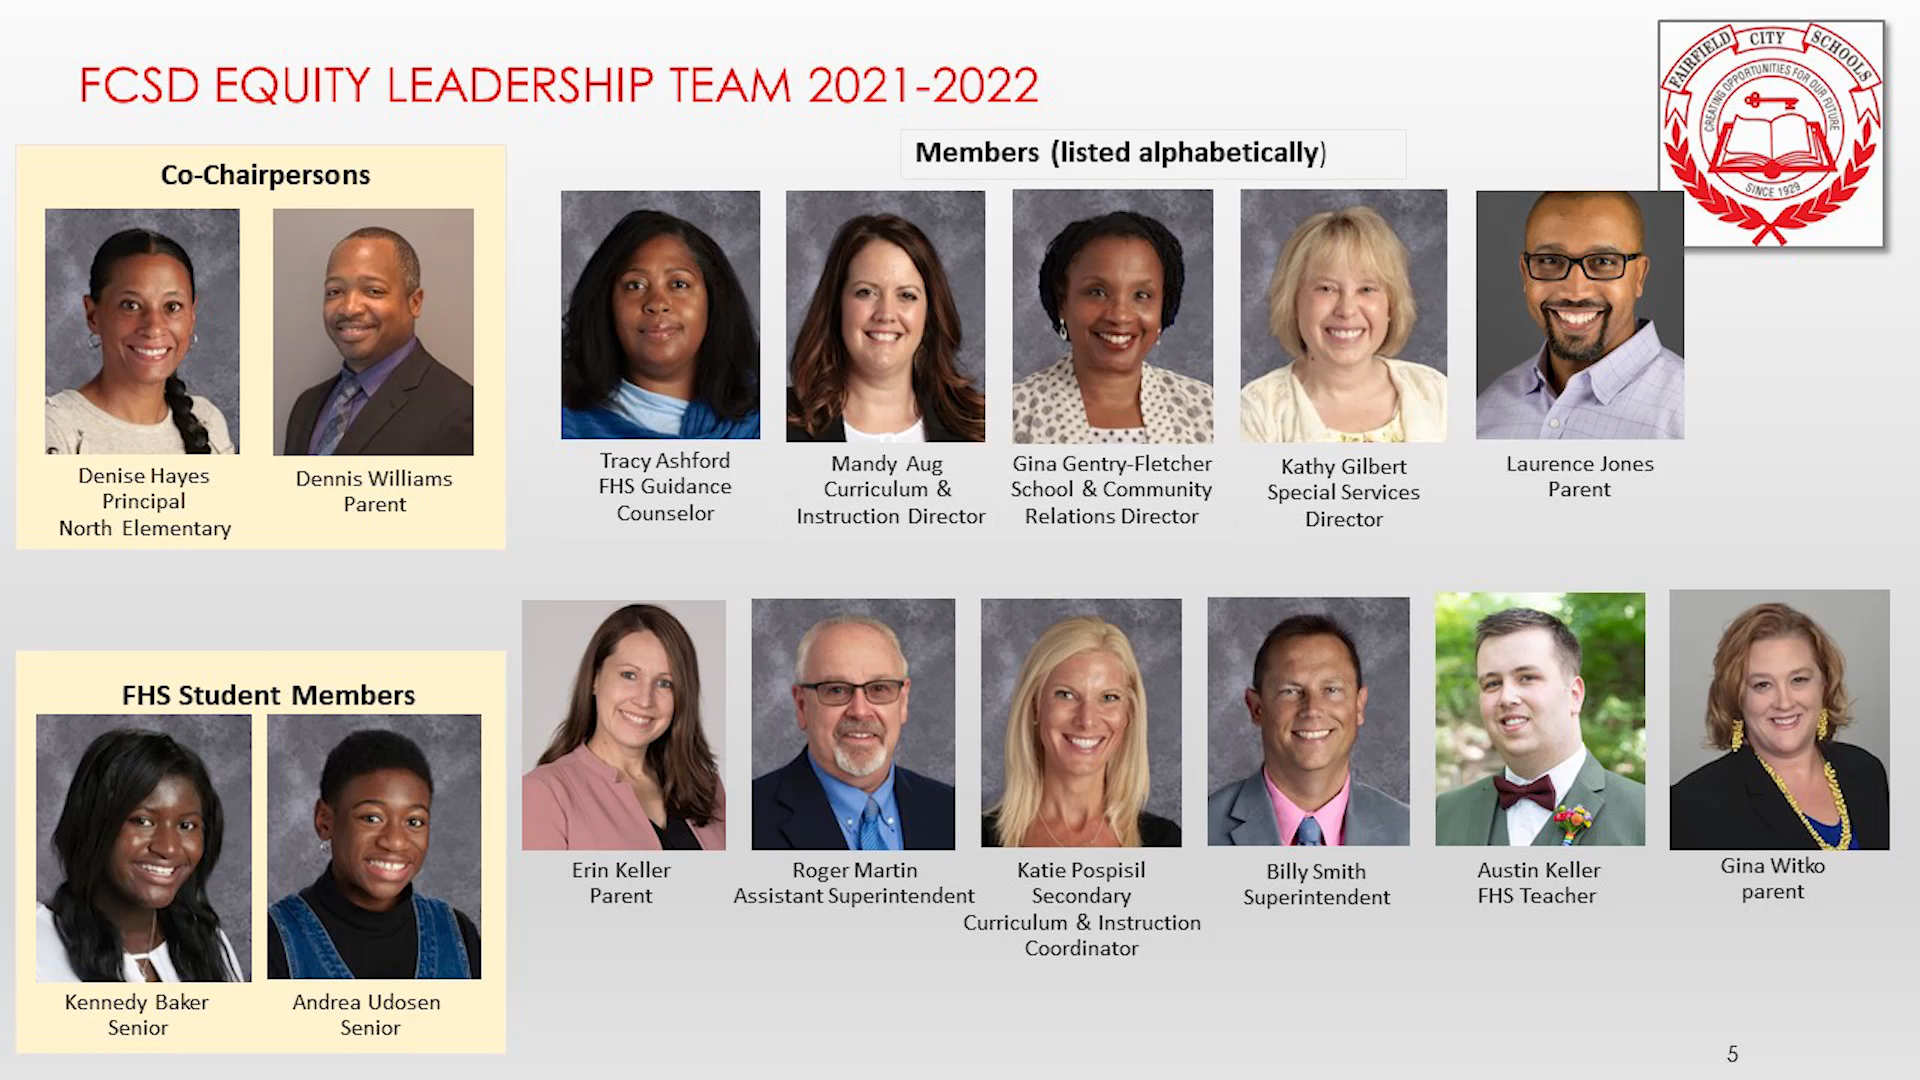 FCSD EQUITY LEADERSHIP TEAM 2021-2022
FAIRFIELD CITY SCHOOLS
CREATING OPPORTUNITIES FOR OUR FUTURE
SINCE 1929
Co-Chairpersons
Denise Hayes
Principal
North Elementary
Dennis Williams
Parent
Members (listed alphabetically)
Tracy Ashford
FHS Guidance
Counselor
Mandy Aug
Curriculum &
Instruction Director
Gina Gentry-Fletcher
School & Community
Relations Director
Kathy Gilbert
Special Services
Director
Laurence Jones
Parent
FHS Student Members
Kennedy Baker
Senior
Andrea Udosen
Senior
Erin Keller
Parent
Roger Martin
Assistant Superintendent
Katie Pospisil
Secondary
Curriculum & Instruction
Coordinator
Billy Smith
Superintendent
Austin Keller
FHS Teacher
Gina Witko
parent
5